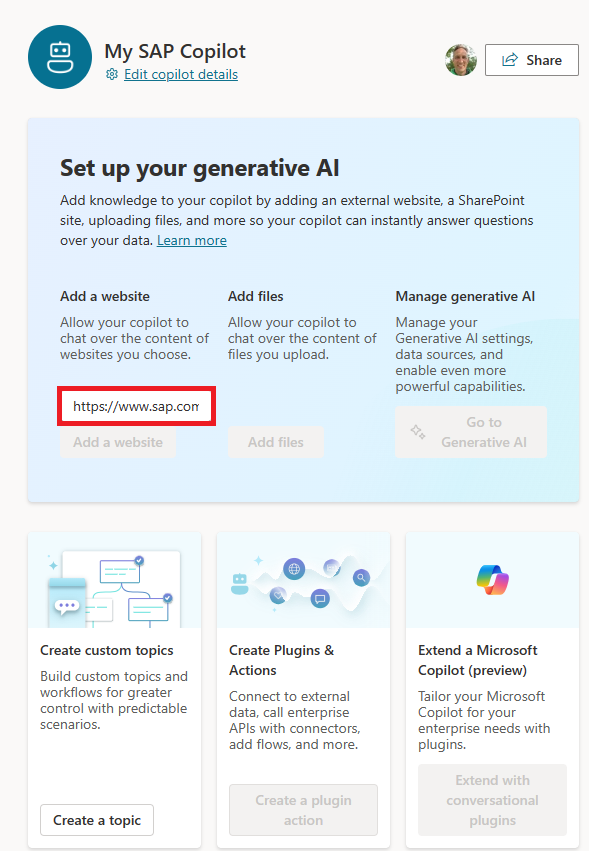 My SAP Copilot
Edit copilot details
Share
Set up your generative AI
Add knowledge to your copilot by adding an external website, a SharePoint
site, uploading files, and more so your copilot can instantly answer questions
over your data. Learn more
Add a website
Allow your copilot to
chat over the content of
websites you choose.
https://www.sap.com
Add a website
Add files
Allow your copilot to
chat over the content of
files you upload.
Add files
Manage generative AI
Manage your
Generative AI settings,
data sources, and
enable even more
powerful capabilities.
Go to
Generative AI
Create custom topics
Build custom topics and
workflows for greater
control with predictable
scenarios.
Create a topic
Create Plugins &
Actions
Connect to external
data, call enterprise
APIs with connectors,
add flows, and more.
Create a plugin
action
Extend a Microsoft
Copilot (preview)
Tailor your Microsoft
Copilot for your
enterprise needs with
plugins.
Extend with
conversational
plugins